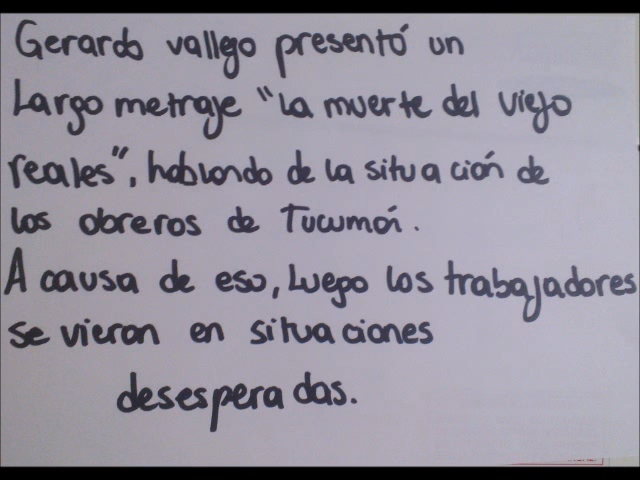 Gerardo vallejo presentó un
Largo metraje "La muerte del viejo
reales", hablando de la situación de
los obreros de Tucumán.
A causa de eso, Luego los trabajadores
se vieron en situaciones
desesperadas.